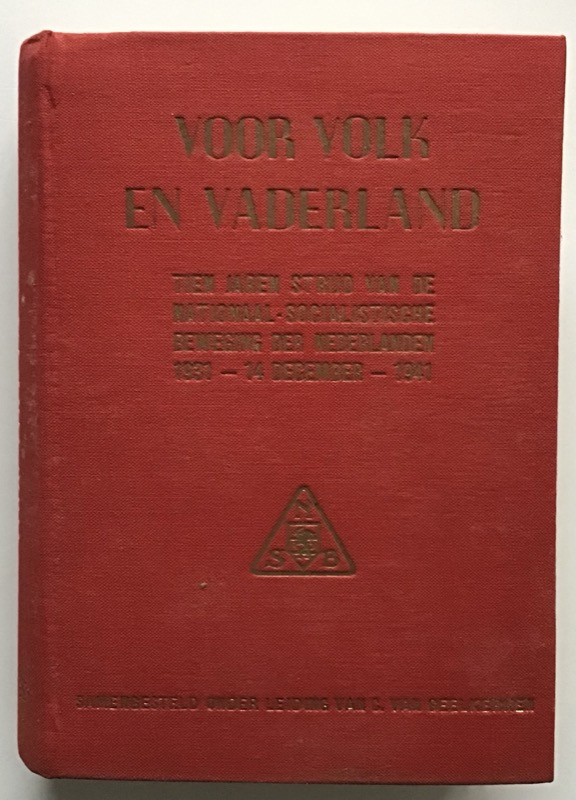 VOOR VOLK
EN VADERLAND
TIEN JAREN STRIJD VAN DE
NATIONAAL-SOCIALISTISCHE
BEWEGING DER NEDERLANDEN
1931 – 14 DECEMBER – 1941
N
S B
SAMENGESTELD ONDER LEIDING VAN C. VAN GEELKERKEN